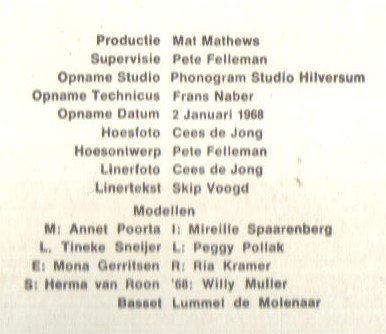 Productie Mat Mathews
Supervisie Pete Felleman
Opname Studio Phonogram Studio Hilversum
Opname Technicus Frans Naber
Opname Datum 2 Januari 1968
Hoesfoto Cees de Jong
Hoesontwerp Pete Felleman
Linerfoto Cees de Jong
Linertekst Skip Voogd
Modellen
M: Annet Poorta I: Mireille Spaarenberg
L. Tineke Sneijer L: Peggy Pollak
E: Mona Gerritsen R: Ria Kramer
S: Herma van Roon '68: Willy Muller
Basset Lummel de Molenaar